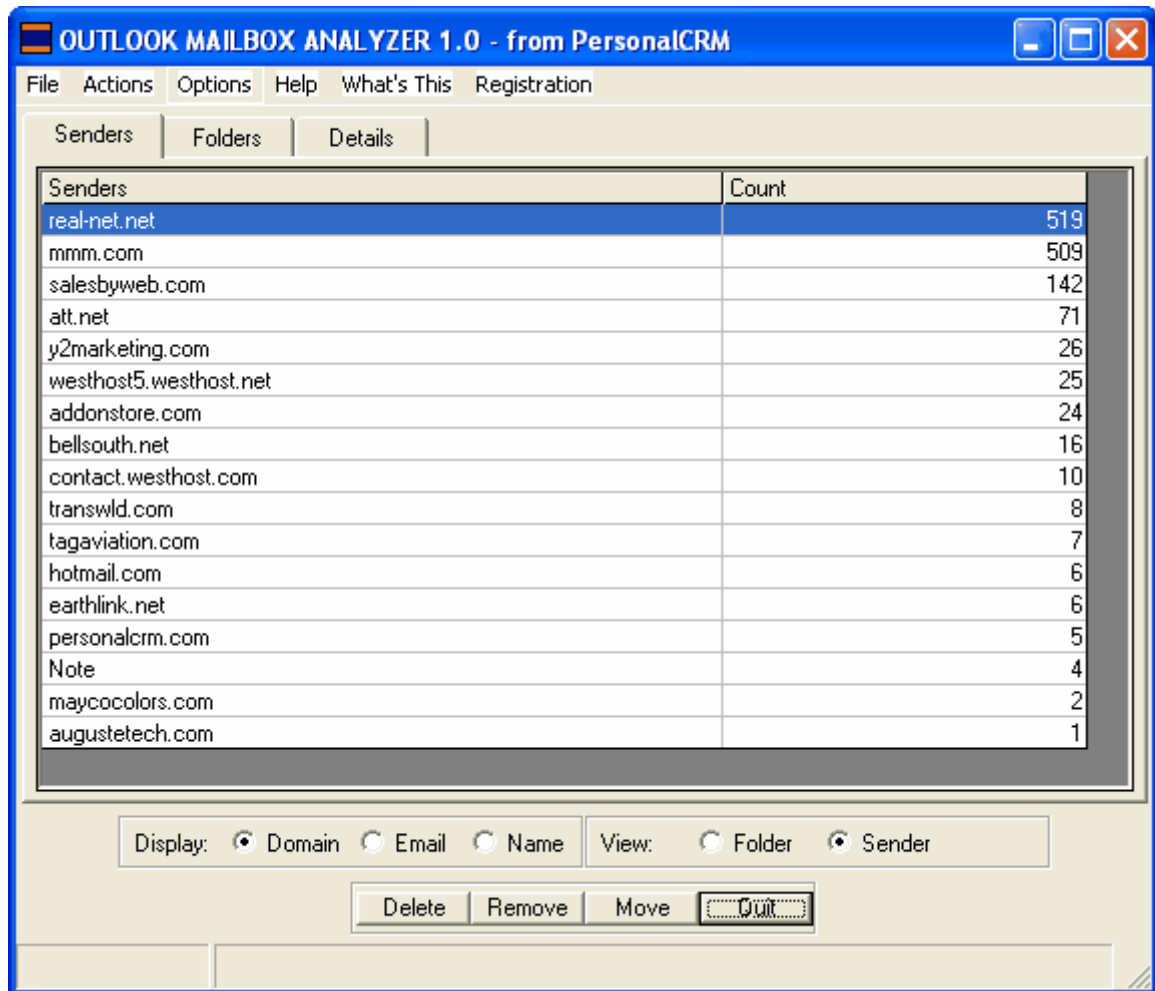 OUTLOOK MAILBOX ANALYZER 1.0 - from PersonalCRM
File Actions Options Help What's This Registration
Senders Folders Details
Senders Count
real-net.net 519
mmm.com 509
salesbyweb.com 142
att.net 71
y2marketing.com 26
westhost5.westhost.net 25
addonstore.com 24
bellsouth.net 16
contact.westhost.com 10
transwld.com 8
tagaviation.com 7
hotmail.com 6
earthlink.net 6
personalcrm.com 5
Note 4
maycocolors.com 2
augustetech.com 1
Display: Domain Email Name View: Folder Sender
Delete Remove Move Quit